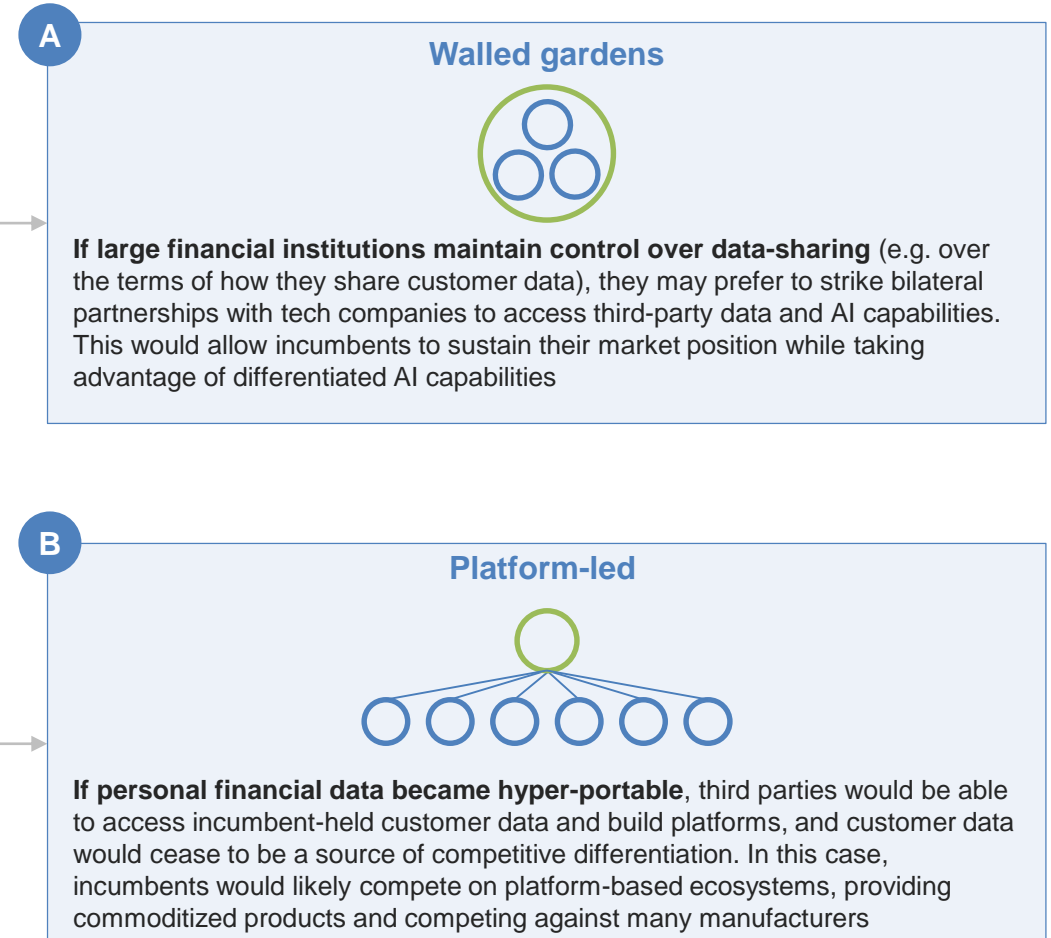 A
Walled gardens
If large financial institutions maintain control over data-sharing (e.g. over
the terms of how they share customer data), they may prefer to strike bilateral
partnerships with tech companies to access third-party data and AI capabilities.
This would allow incumbents to sustain their market position while taking
advantage of differentiated AI capabilities
B
Platform-led
If personal financial data became hyper-portable, third parties would be able
to access incumbent-held customer data and build platforms, and customer data
would cease to be a source of competitive differentiation. In this case,
incumbents would likely compete on platform-based ecosystems, providing
commoditized products and competing against many manufacturers